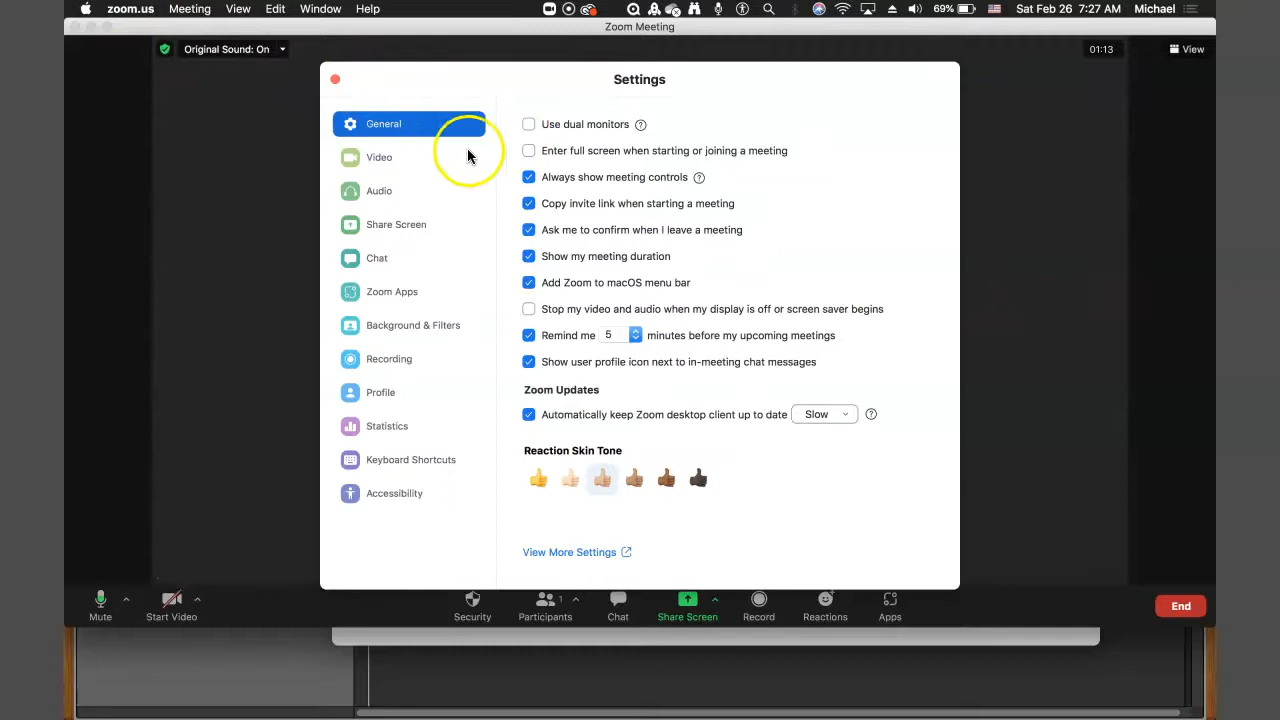 zoom.us Meeting View Edit Window Help 69% Sat Feb 26 7:27 AM Michael
Zoom Meeting
Original Sound: On 01:13 View
Settings
General
Video
Audio
Share Screen
Chat
Zoom Apps
Background & Filters
Recording
Profile
Statistics
Keyboard Shortcuts
Accessibility
Use dual monitors ?
Enter full screen when starting or joining a meeting
Always show meeting controls ?
Copy invite link when starting a meeting
Ask me to confirm when I leave a meeting
Show my meeting duration
Add Zoom to macOS menu bar
Stop my video and audio when my display is off or screen saver begins
Remind me 5 minutes before my upcoming meetings
Show user profile icon next to in-meeting chat messages
Zoom Updates
Automatically keep Zoom desktop client up to date Slow ?
Reaction Skin Tone
View More Settings
Mute Start Video Security Participants 1 Chat Share Screen Record Reactions Apps End